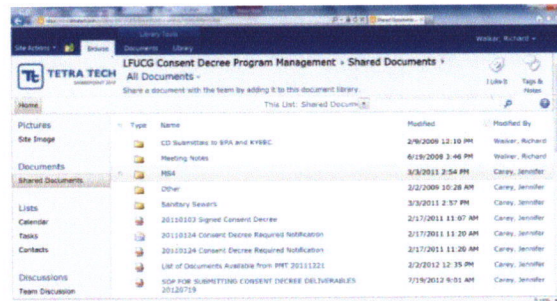 Library Tools
Site Actions Browse Documents Library Walker, Richard
TETRA TECH
LFUCG Consent Decree Program Management › Shared Documents ›
All Documents
Share a document with the team by adding it to this document library.
I Like It Tags & Notes
Home This List: Shared Docume
Pictures
Site Image
Documents
Shared Documents
Lists
Calendar
Tasks
Contacts
Discussions
Team Discussion
Type Name Modified Modified By
CD Submittals to EPA and KYEEC 2/9/2009 12:10 PM Walker, Richard
Meeting Notes 6/19/2008 3:46 PM Walker, Richard
MS4 3/3/2011 2:54 PM Carey, Jennifer
Other 3/2/2009 10:28 AM Carey, Jennifer
Sanitary Sewers 3/3/2011 2:57 PM Carey, Jennifer
20110103 Signed Consent Decree 2/17/2011 11:07 AM Carey, Jennifer
20110124 Consent Decree Required Notification 2/17/2011 11:20 AM Carey, Jennifer
20110124 Consent Decree Required Notification 2/17/2011 11:20 AM Carey, Jennifer
List of Documents Available from PMT 20111221 2/2/2012 12:35 PM Carey, Jennifer
SOP FOR SUBMITTING CONSENT DECREE DELIVERABLES 7/19/2012 9:01 AM Carey, Jennifer
20120719